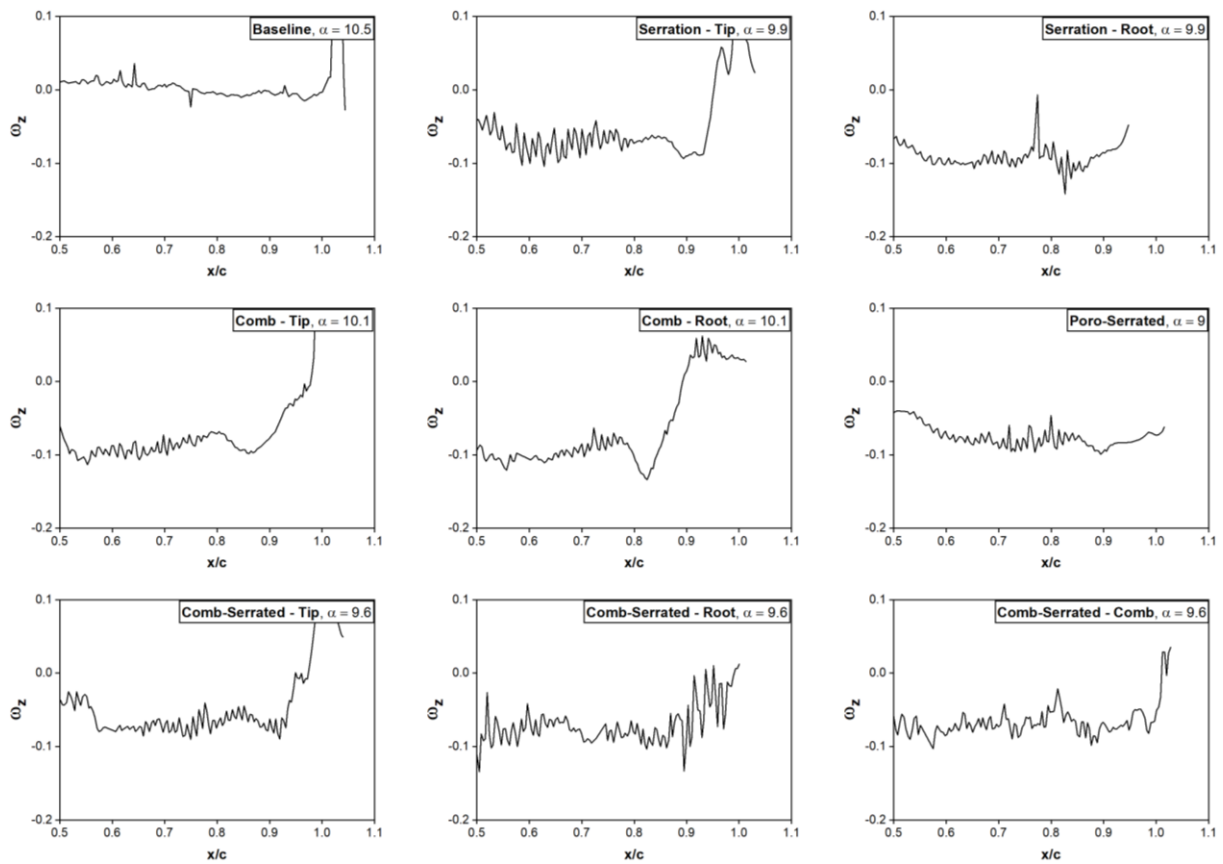 Baseline, α = 10.5
0.1
0.0
-0.1
-0.2
ωz
0.5 0.6 0.7 0.8 0.9 1.0 1.1
x/c
Serration - Tip, α = 9.9
0.1
0.0
-0.1
-0.2
ωz
0.5 0.6 0.7 0.8 0.9 1.0 1.1
x/c
Serration - Root, α = 9.9
0.1
0.0
-0.1
-0.2
ωz
0.5 0.6 0.7 0.8 0.9 1.0 1.1
x/c
Comb - Tip, α = 10.1
0.1
0.0
-0.1
-0.2
ωz
0.5 0.6 0.7 0.8 0.9 1.0 1.1
x/c
Comb - Root, α = 10.1
0.1
0.0
-0.1
-0.2
ωz
0.5 0.6 0.7 0.8 0.9 1.0 1.1
x/c
Poro-Serrated, α = 9
0.1
0.0
-0.1
-0.2
ωz
0.5 0.6 0.7 0.8 0.9 1.0 1.1
x/c
Comb-Serrated - Tip, α = 9.6
0.1
0.0
-0.1
-0.2
ωz
0.5 0.6 0.7 0.8 0.9 1.0 1.1
x/c
Comb-Serrated - Root, α = 9.6
0.1
0.0
-0.1
-0.2
ωz
0.5 0.6 0.7 0.8 0.9 1.0 1.1
x/c
Comb-Serrated - Comb, α = 9.6
0.1
0.0
-0.1
-0.2
ωz
0.5 0.6 0.7 0.8 0.9 1.0 1.1
x/c